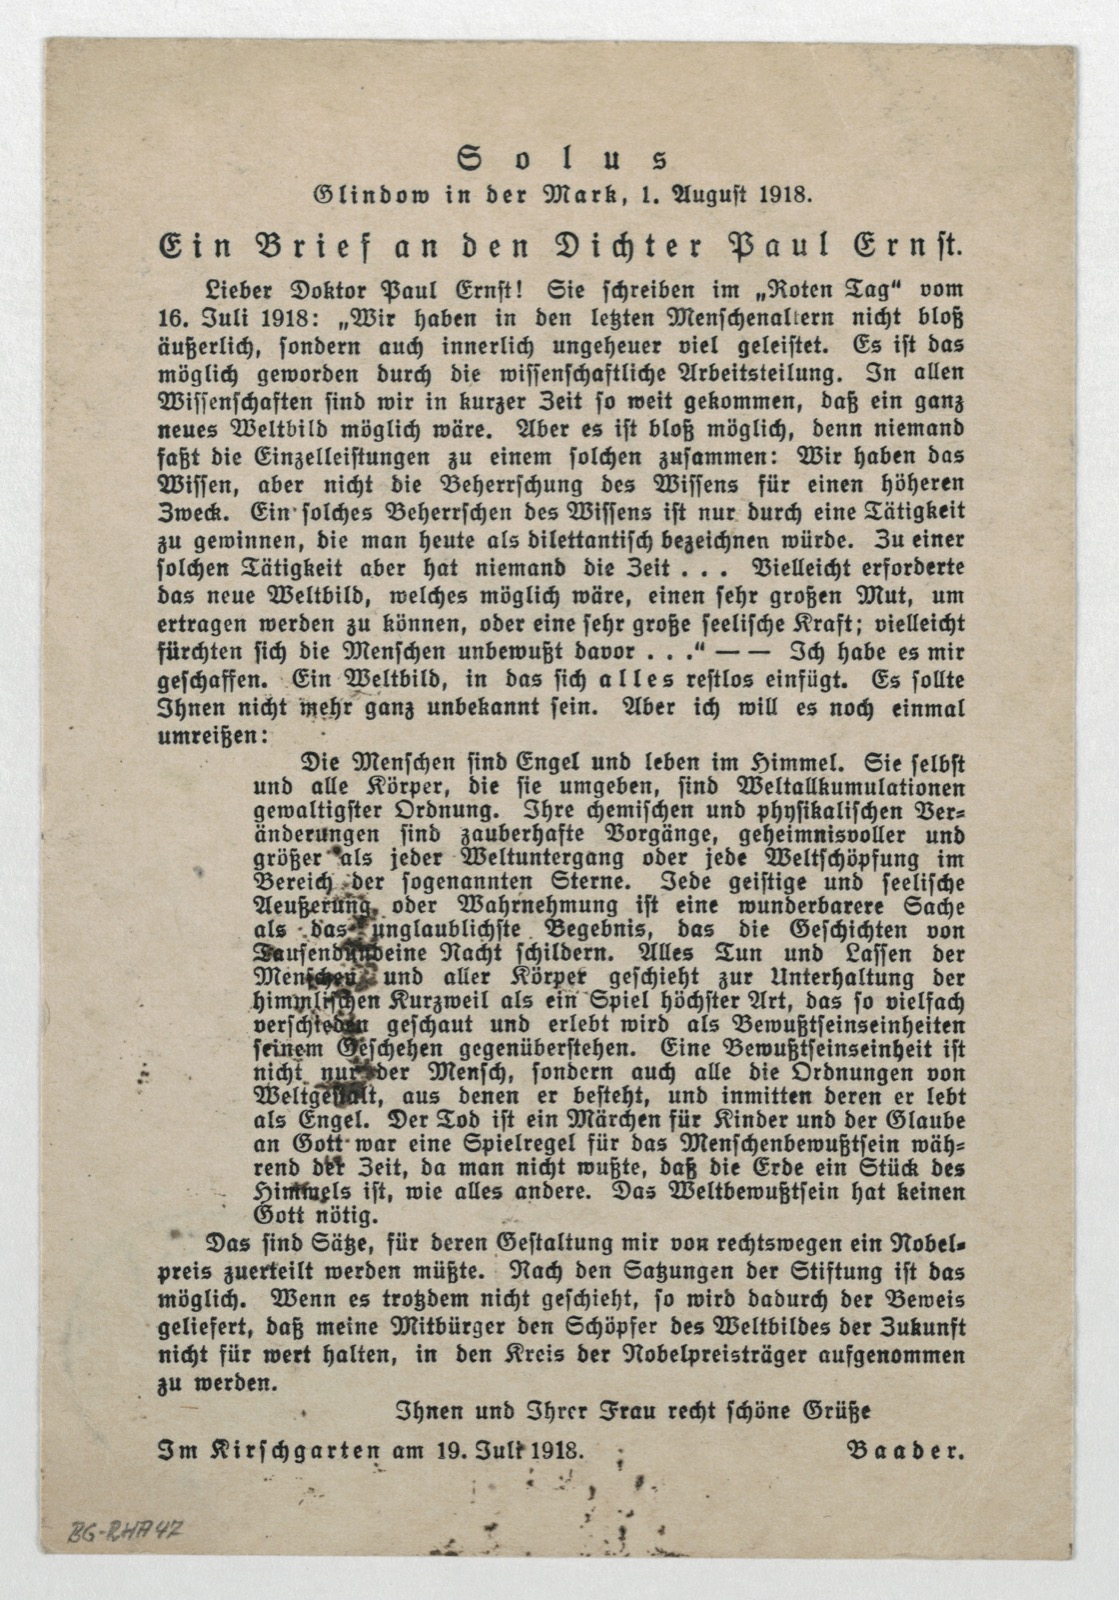 Solus
Glindow in der Mark, 1. August 1918.
Ein Brief an den Dichter Paul Ernst.
Lieber Doktor Paul Ernst! Sie schreiben im „Roten Tag“ vom
16. Juli 1918: „Wir haben in den letzten Menschenaltern nicht bloß
äußerlich, sondern auch innerlich ungeheuer viel geleistet. Es ist das
möglich geworden durch die wissenschaftliche Arbeitsteilung. In allen
Wissenschaften sind wir in kurzer Zeit so weit gekommen, daß ein ganz
neues Weltbild möglich wäre. Aber es ist bloß möglich, denn niemand
faßt die Einzelleistungen zu einem solchen zusammen: Wir haben das
Wissen, aber nicht die Beherrschung des Wissens für einen höheren
Zweck. Ein solches Beherrschen des Wissens ist nur durch eine Tätigkeit
zu gewinnen, die man heute als dilettantisch bezeichnen würde. Zu einer
solchen Tätigkeit aber hat niemand die Zeit . . . Vielleicht erforderte
das neue Weltbild, welches möglich wäre, einen sehr großen Mut, um
ertragen werden zu können, oder eine sehr große seelische Kraft; vielleicht
fürchten sich die Menschen unbewußt davor . . .“ — — Ich habe es mir
geschaffen. Ein Weltbild, in das sich alles restlos einfügt. Es sollte
Ihnen nicht mehr ganz unbekannt sein. Aber ich will es noch einmal
umreißen:
Die Menschen sind Engel und leben im Himmel. Sie selbst
und alle Körper, die sie umgeben, sind Weltallkumulationen
gewaltigster Ordnung. Ihre chemischen und physikalischen Ver-
änderungen sind zauberhafte Vorgänge, geheimnisvoller und
größer als jeder Weltuntergang oder jede Weltschöpfung im
Bereich der sogenannten Sterne. Jede geistige und seelische
Aeußerung oder Wahrnehmung ist eine wunderbarere Sache
als das unglaublichste Begebnis, das die Geschichten von
Tausendundeine Nacht schildern. Alles Tun und Lassen der
Menschen und aller Körper geschieht zur Unterhaltung der
himmlischen Kurzweil als ein Spiel höchster Art, das so vielfach
verschieden geschaut und erlebt wird als Bewußtseinseinheiten
seinem Geschehen gegenüberstehen. Eine Bewußtseinseinheit ist
nicht nur der Mensch, sondern auch alle die Ordnungen von
Weltgestalt, aus denen er besteht, und inmitten deren er lebt
als Engel. Der Tod ist ein Märchen für Kinder und der Glaube
an Gott war eine Spielregel für das Menschenbewußtsein wäh-
rend der Zeit, da man nicht wußte, daß die Erde ein Stück des
Himmels ist, wie alles andere. Das Weltbewußtsein hat keinen
Gott nötig.
Das sind Sätze, für deren Gestaltung mir von rechtswegen ein Nobel-
preis zuerteilt werden müßte. Nach den Satzungen der Stiftung ist das
möglich. Wenn es trotzdem nicht geschieht, so wird dadurch der Beweis
geliefert, daß meine Mitbürger den Schöpfer des Weltbildes der Zukunft
nicht für wert halten, in den Kreis der Nobelpreisträger aufgenommen
zu werden.
Ihnen und Ihrer Frau recht schöne Grüße
Im Kirschgarten am 19. Juli 1918. Baader.
BG-RHA 47